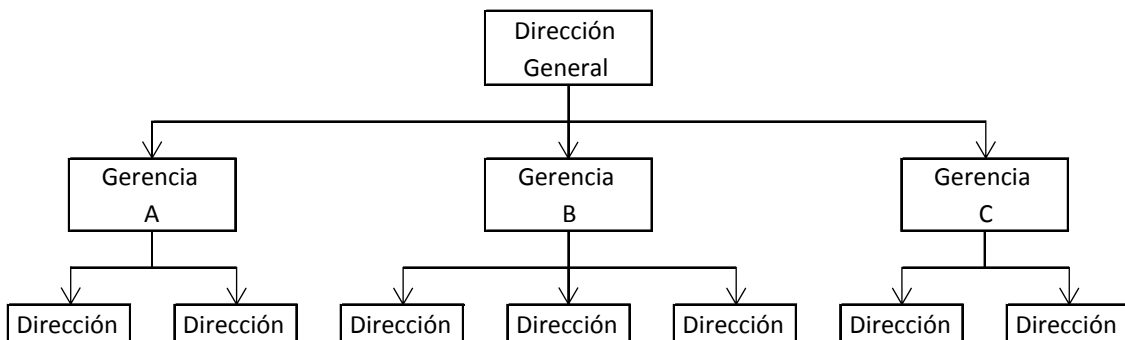 Dirección
General
Gerencia
A
Gerencia
B
Gerencia
C
Dirección
Dirección
Dirección
Dirección
Dirección
Dirección
Dirección